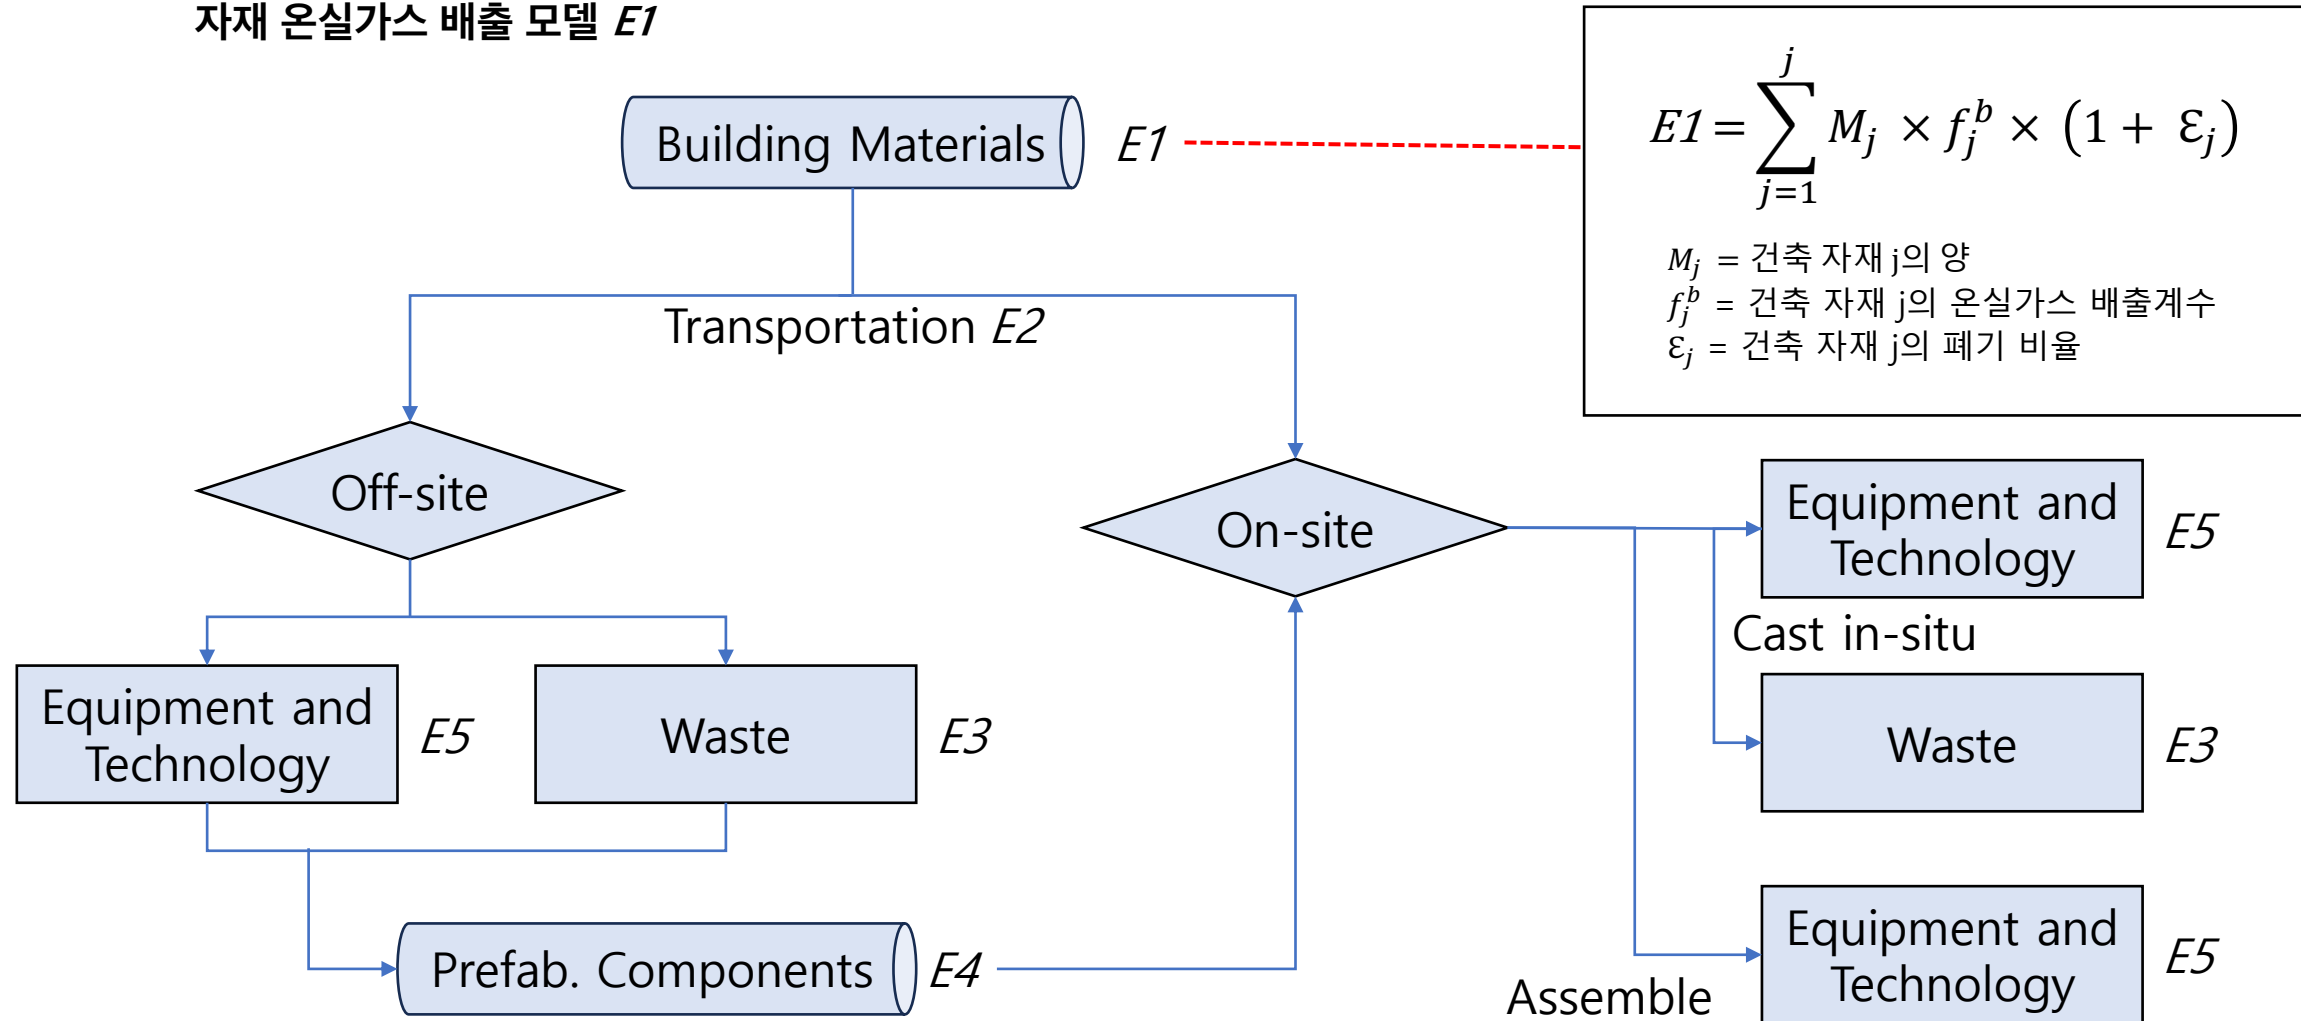 자재 온실가스 배출 모델 E1
Building Materials
E1
E1 = \sum_{j=1}^{j} M_j × f_j^b × (1 + Ɛ_j)
M_j = 건축 자재 j의 양
f_j^b = 건축 자재 j의 온실가스 배출계수
Ɛ_j = 건축 자재 j의 폐기 비율
Transportation E2
Off-site
On-site
Equipment and
Technology
E5
Cast in-situ
Waste
E3
Equipment and
Technology
E5
Waste
E3
Prefab. Components
E4
Assemble
Equipment and
Technology
E5